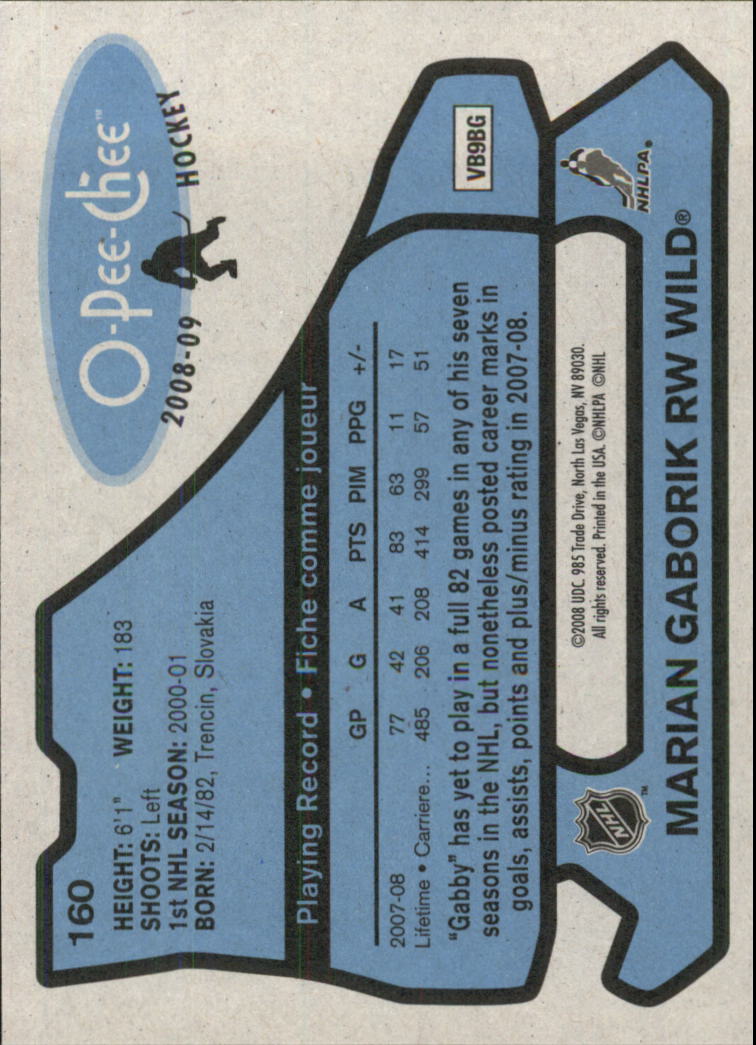 160
O-Pee-Chee™
2008-09 HOCKEY
HEIGHT: 6'1" WEIGHT: 183
SHOOTS: Left
1st NHL SEASON: 2000-01
BORN: 2/14/82, Trencin, Slovakia
VB9BG
Playing Record • Fiche comme joueur
GP G A PTS PIM PPG +/-
2007-08 77 42 41 83 63 11 17
Lifetime • Carriere... 485 206 208 414 299 57 51
"Gabby" has yet to play in a full 82 games in any of his seven
seasons in the NHL, but nonetheless posted career marks in
goals, assists, points and plus/minus rating in 2007-08.
NHL™
©2008 UDC. 985 Trade Drive, North Las Vegas, NV 89030.
All rights reserved. Printed in the USA. ©NHLPA ©NHL
NHLPA®
MARIAN GABORIK RW WILD®